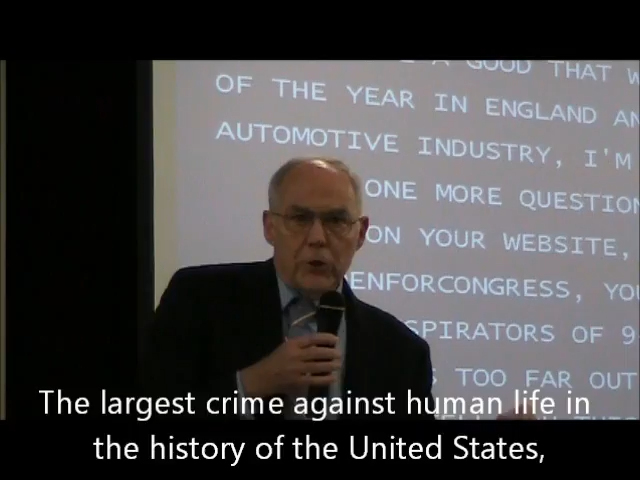 A GOOD THAT W
OF THE YEAR IN ENGLAND AN
AUTOMOTIVE INDUSTRY, I'M
ONE MORE QUESTION
ON YOUR WEBSITE,
ENFORCONGRESS, YO
SPIRATORS OF 9
TOO FAR OUT
The largest crime against human life in
the history of the United States,